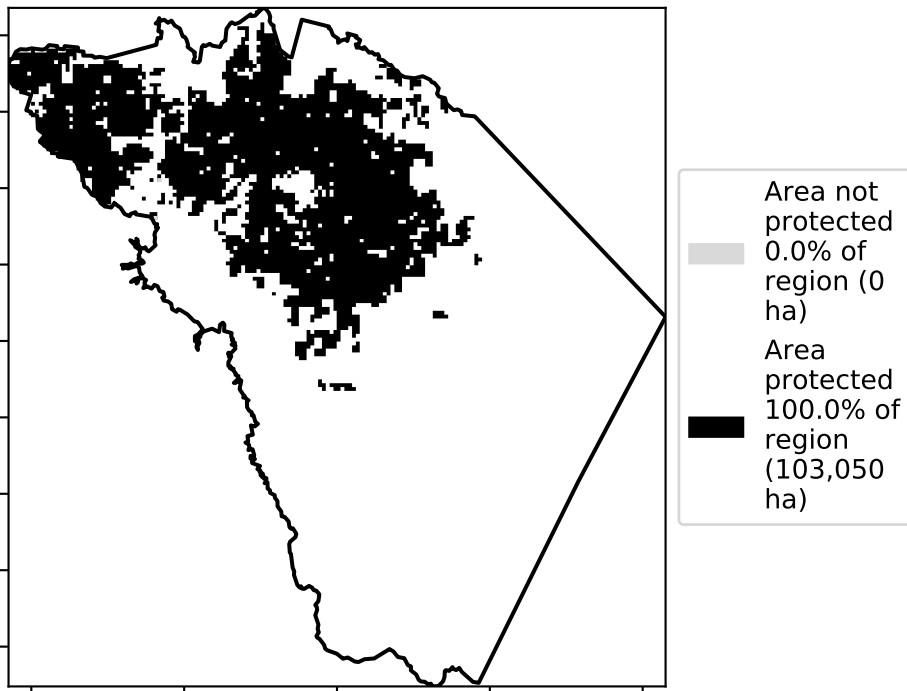 Area not
protected
0.0% of
region (0
ha)
Area
protected
100.0% of
region
(103,050
ha)